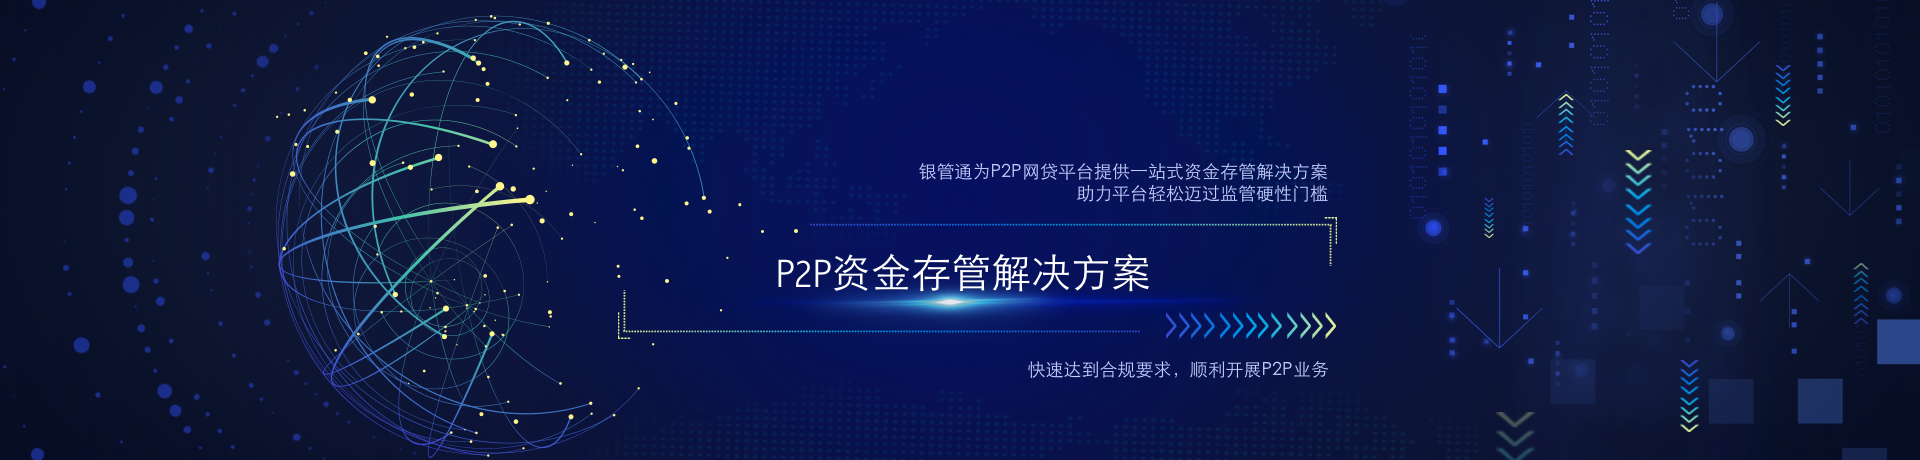 银管通为P2P网贷平台提供一站式资金存管解决方案
助力平台轻松迈过监管硬性门槛
P2P资金存管解决方案
快速达到合规要求，顺利开展P2P业务